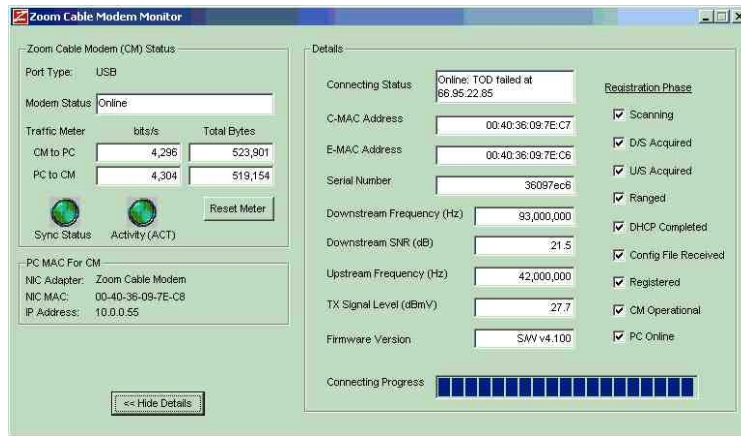 Zoom Cable Modem Monitor
Zoom Cable Modem (CM) Status
Port Type: USB
Modem Status Online
Traffic Meter bits/s Total Bytes
CM to PC 4,296 523,901
PC to CM 4,304 519,154
Sync Status Activity (ACT) Reset Meter
PC MAC For CM
NIC Adapter: Zoom Cable Modem
NIC MAC: 00-40-36-09-7E-C8
IP Address: 10.0.0.55
<< Hide Details
Details
Connecting Status Online: TOD failed at
66.95.22.85
C-MAC Address 00:40:36:09:7E:C7
E-MAC Address 00:40:36:09:7E:C6
Serial Number 36097ec6
Downstream Frequency (Hz) 93,000,000
Downstream SNR (dB) 21.5
Upstream Frequency (Hz) 42,000,000
TX Signal Level (dBmV) 27.7
Firmware Version S/W v4.100
Connecting Progress
Registration Phase
Scanning
D/S Acquired
U/S Acquired
Ranged
DHCP Completed
Config File Received
Registered
CM Operational
PC Online